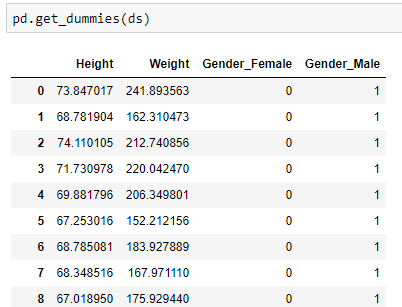 pd.get_dummies(ds)
Height Weight Gender_Female Gender_Male
0 73.847017 241.893563 0 1
1 68.781904 162.310473 0 1
2 74.110105 212.740856 0 1
3 71.730978 220.042470 0 1
4 69.881796 206.349801 0 1
5 67.253016 152.212156 0 1
6 68.785081 183.927889 0 1
7 68.348516 167.971110 0 1
8 67.018950 175.929440 0 1